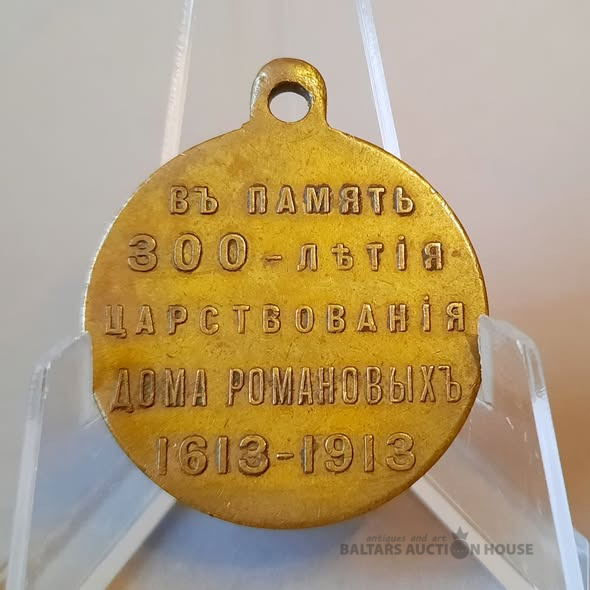 ВЪ ПАМЯТЬ
300-ЛѢТІЯ
ЦАРСТВОВАНІЯ
ДОМА РОМАНОВЫХЪ
1613-1913
antiques and art
BALTARS AUCTION HOUSE